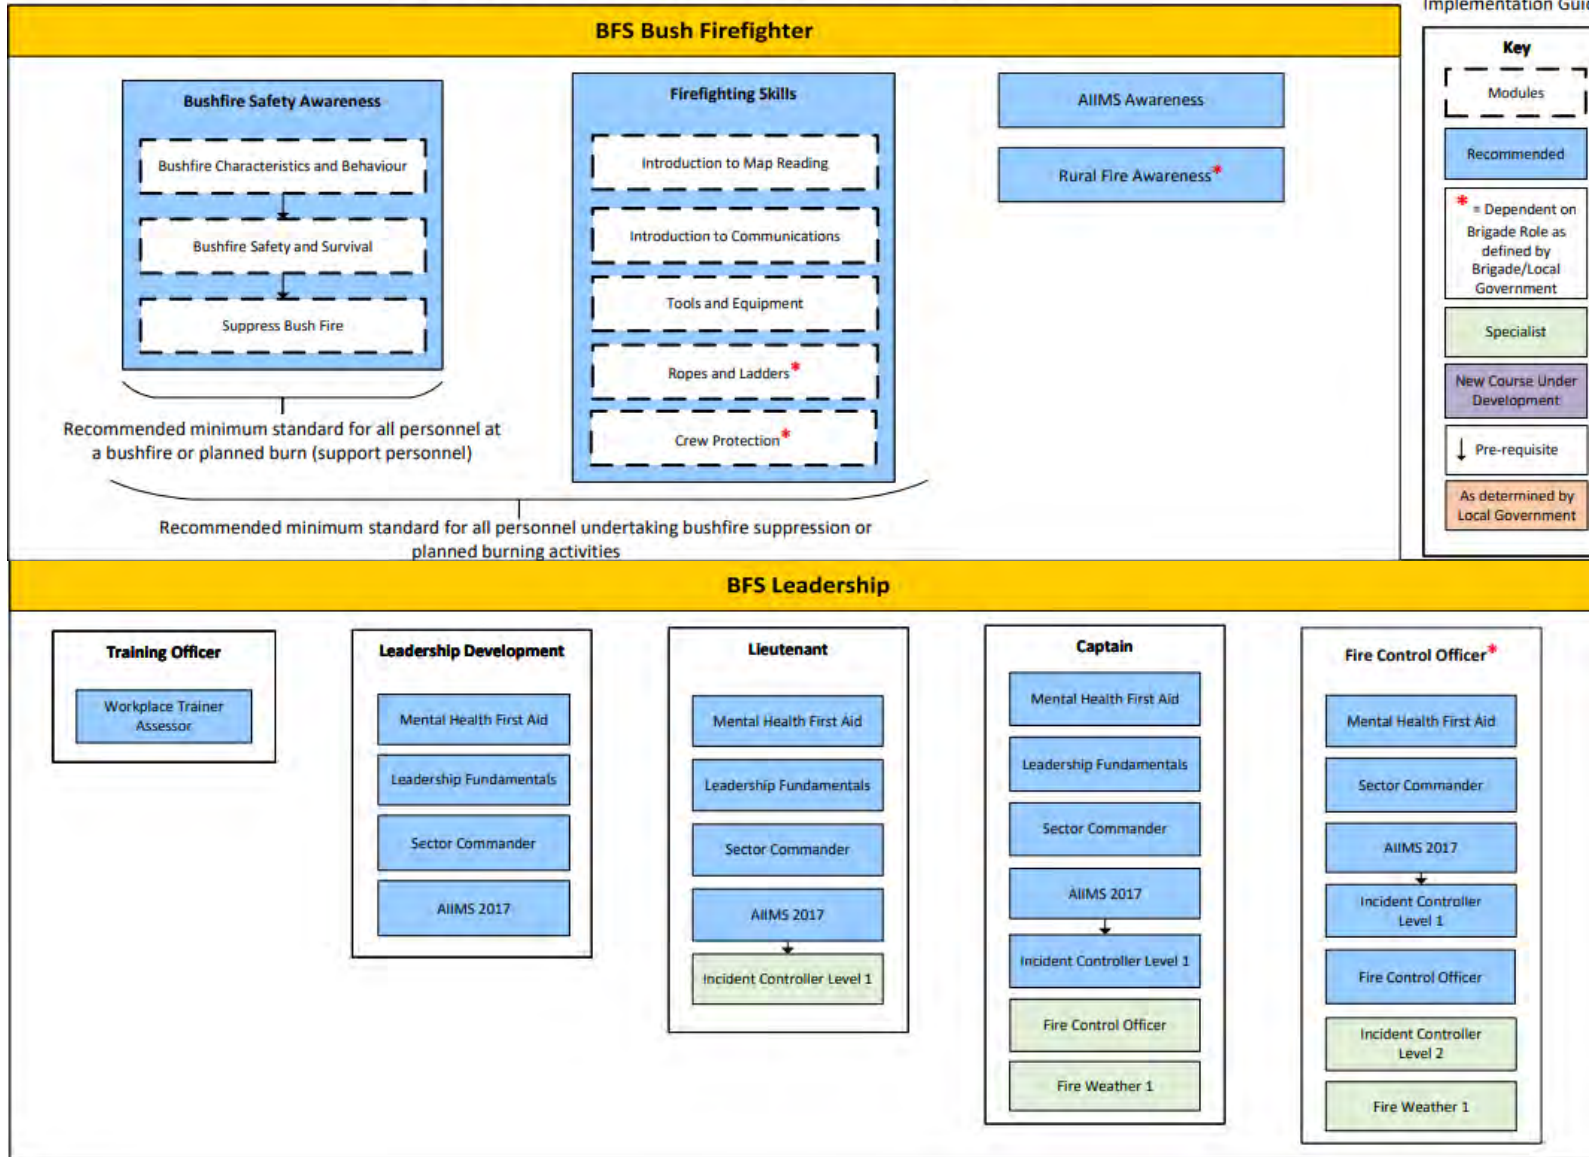 Implementation Guid
BFS Bush Firefighter
Bushfire Safety Awareness
Bushfire Characteristics and Behaviour
Bushfire Safety and Survival
Suppress Bush Fire
Recommended minimum standard for all personnel at
a bushfire or planned burn (support personnel)
Firefighting Skills
Introduction to Map Reading
Introduction to Communications
Tools and Equipment
Ropes and Ladders*
Crew Protection*
Recommended minimum standard for all personnel undertaking bushfire suppression or
planned burning activities
AIIMS Awareness
Rural Fire Awareness*
Key
Modules
Recommended
* = Dependent on
Brigade Role as
defined by
Brigade/Local
Government
Specialist
New Course Under
Development
Pre-requisite
As determined by
Local Government
BFS Leadership
Training Officer
Workplace Trainer
Assessor
Leadership Development
Mental Health First Aid
Leadership Fundamentals
Sector Commander
AIIMS 2017
Lieutenant
Mental Health First Aid
Leadership Fundamentals
Sector Commander
AIIMS 2017
Incident Controller Level 1
Captain
Mental Health First Aid
Leadership Fundamentals
Sector Commander
AIIMS 2017
Incident Controller Level 1
Fire Control Officer
Fire Weather 1
Fire Control Officer*
Mental Health First Aid
Sector Commander
AIIMS 2017
Incident Controller
Level 1
Fire Control Officer
Incident Controller
Level 2
Fire Weather 1